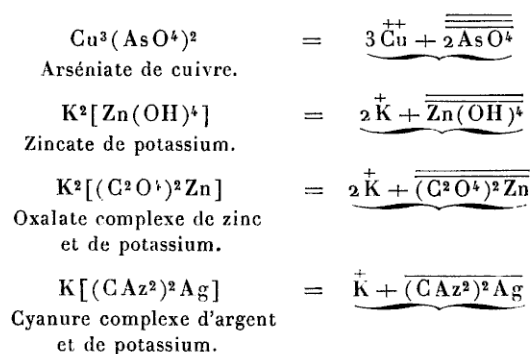 Cu³(AsO⁴)² = 3 Cu⁺⁺ + 2 AsO⁴‾‾‾
Arséniate de cuivre.
K²[Zn(OH)⁴] = 2 K⁺ + Zn(OH)⁴‾‾
Zincate de potassium.
K²[(C²O⁴)²Zn] = 2 K⁺ + (C²O⁴)²Zn‾‾
Oxalate complexe de zinc
et de potassium.
K[(CAz²)²Ag] = K⁺ + (CAz²)²Ag‾
Cyanure complexe d'argent
et de potassium.